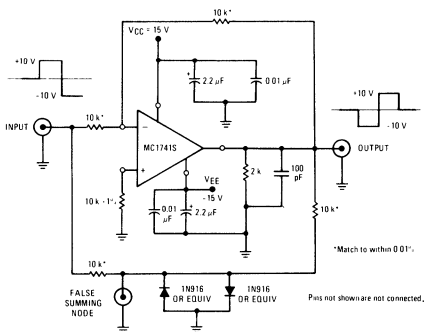 10 k*
VCC = 15 V
+10 V
-10 V
2.2 µF
0.01 µF
+
+10 V
-10 V
INPUT
10 k*
−
MC1741S
+
OUTPUT
VEE
-15 V
2 k
100 pF
10 k -1%
0.01 µF
+
2.2 µF
10 k*
*Match to within 0 01%,
10 k*
FALSE
SUMMING
NODE
1N916
OR EQUIV
1N916
OR EQUIV
Pins not shown are not connected,